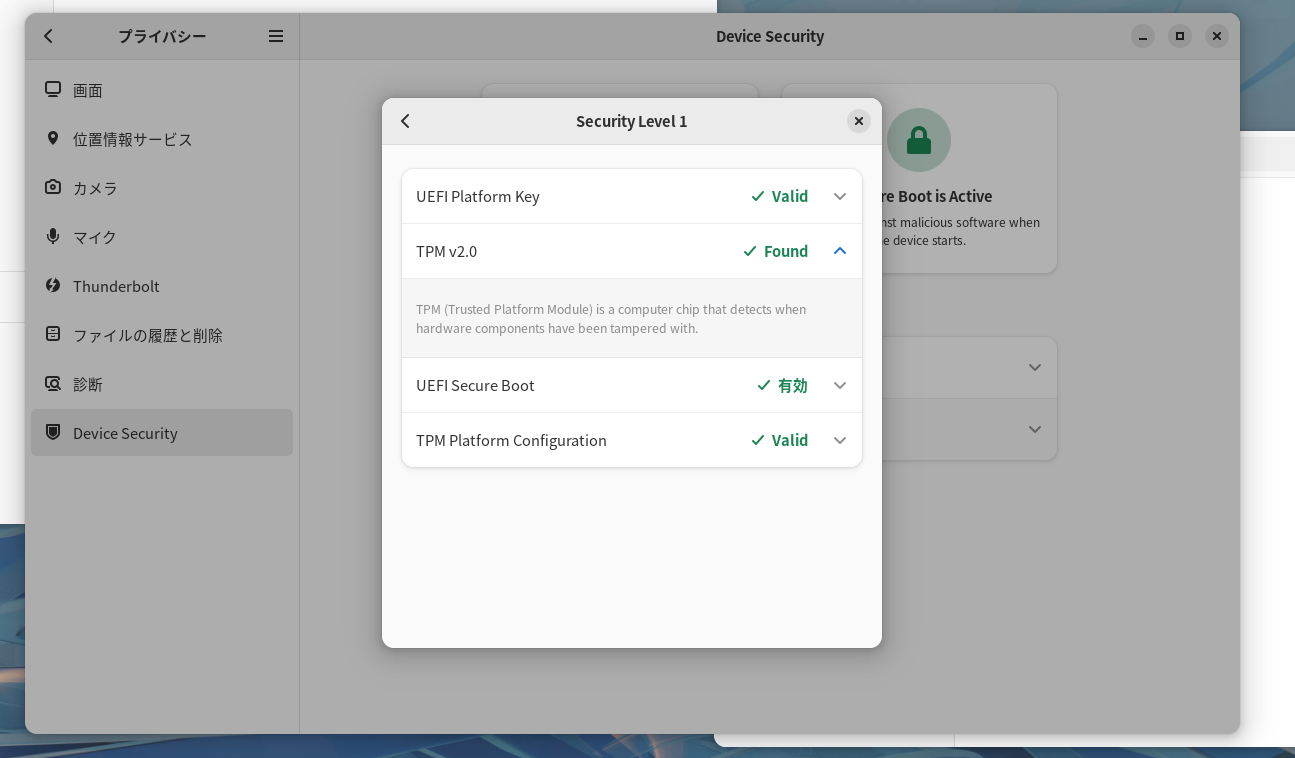 プライバシー
Device Security
画面
位置情報サービス
カメラ
マイク
Thunderbolt
ファイルの履歴と削除
診断
Device Security
Security Level 1
UEFI Platform Key
Valid
TPM v2.0
Found
TPM (Trusted Platform Module) is a computer chip that detects when
hardware components have been tampered with.
UEFI Secure Boot
有効
TPM Platform Configuration
Valid
Boot is Active
malicious software when
device starts.